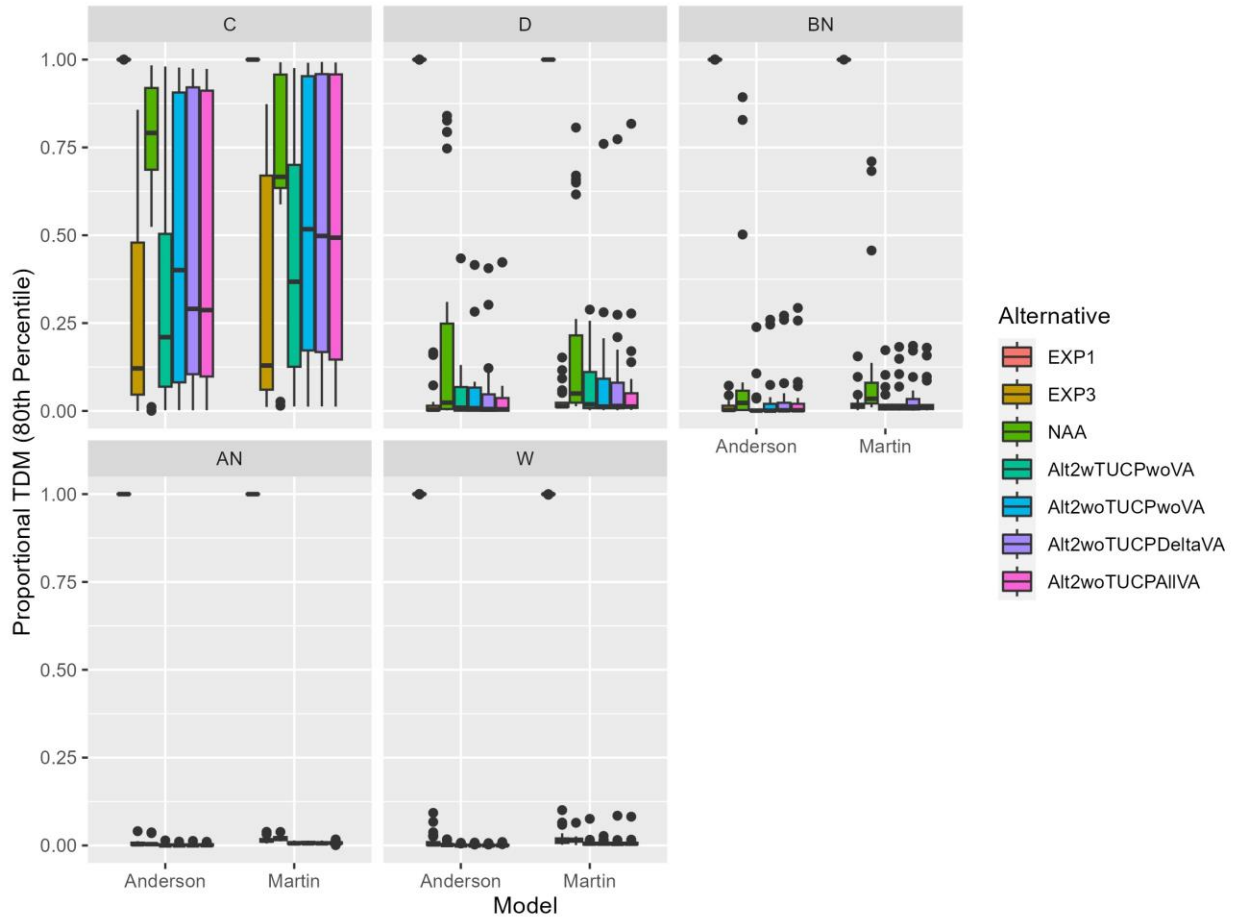 C
D
BN
1.00
0.75
0.50
0.25
0.00
Anderson
Martin
AN
W
1.00
0.75
0.50
0.25
0.00
Anderson
Martin
Anderson
Martin
Model
Proportional TDM (80th Percentile)
Alternative
EXP1
EXP3
NAA
Alt2wTUCPwoVA
Alt2woTUCPwoVA
Alt2woTUCPDeltaVA
Alt2woTUCPAllVA